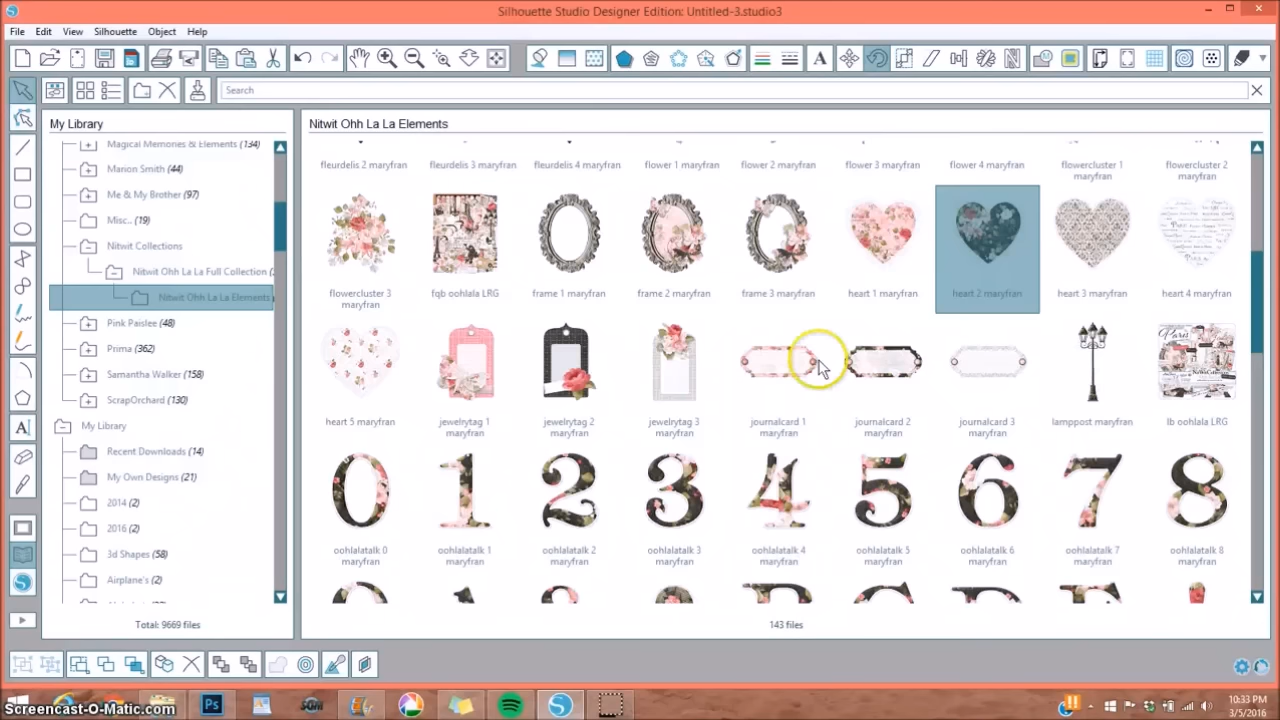 Silhouette Studio Designer Edition: Untitled-3.studio3
File Edit View Silhouette Object Help
Search
My Library
Magical Memories & Elements (134)
Marion Smith (44)
Me & My Brother (97)
Misc.. (19)
Nitwit Collections
Nitwit Ohh La La Full Collection (
Nitwit Ohh La La Elements
Pink Paislee (48)
Prima (362)
Samantha Walker (158)
ScrapOrchard (130)
My Library
Recent Downloads (14)
My Own Designs (21)
2014 (2)
2016 (2)
3d Shapes (58)
Airplane's (2)
Total: 9669 files
Nitwit Ohh La La Elements
fleurdelis 2 maryfran fleurdelis 3 maryfran fleurdelis 4 maryfran flower 1 maryfran flower 2 maryfran flower 3 maryfran flower 4 maryfran flowercluster 1 maryfran flowercluster 2 maryfran
flowercluster 3 maryfran fqb oohlala LRG frame 1 maryfran frame 2 maryfran frame 3 maryfran heart 1 maryfran heart 2 maryfran heart 3 maryfran heart 4 maryfran
Paris
heart 5 maryfran jewelrytag 1 maryfran jewelrytag 2 maryfran jewelrytag 3 maryfran journalcard 1 maryfran journalcard 2 maryfran journalcard 3 maryfran lamppost maryfran lb oohlala LRG
0 1 2 3 4 5 6 7 8
oohlalatalk 0 maryfran oohlalatalk 1 maryfran oohlalatalk 2 maryfran oohlalatalk 3 maryfran oohlalatalk 4 maryfran oohlalatalk 5 maryfran oohlalatalk 6 maryfran oohlalatalk 7 maryfran oohlalatalk 8 maryfran
143 files
Screencast-O-Matic.com
Ps
10:33 PM
3/5/2016